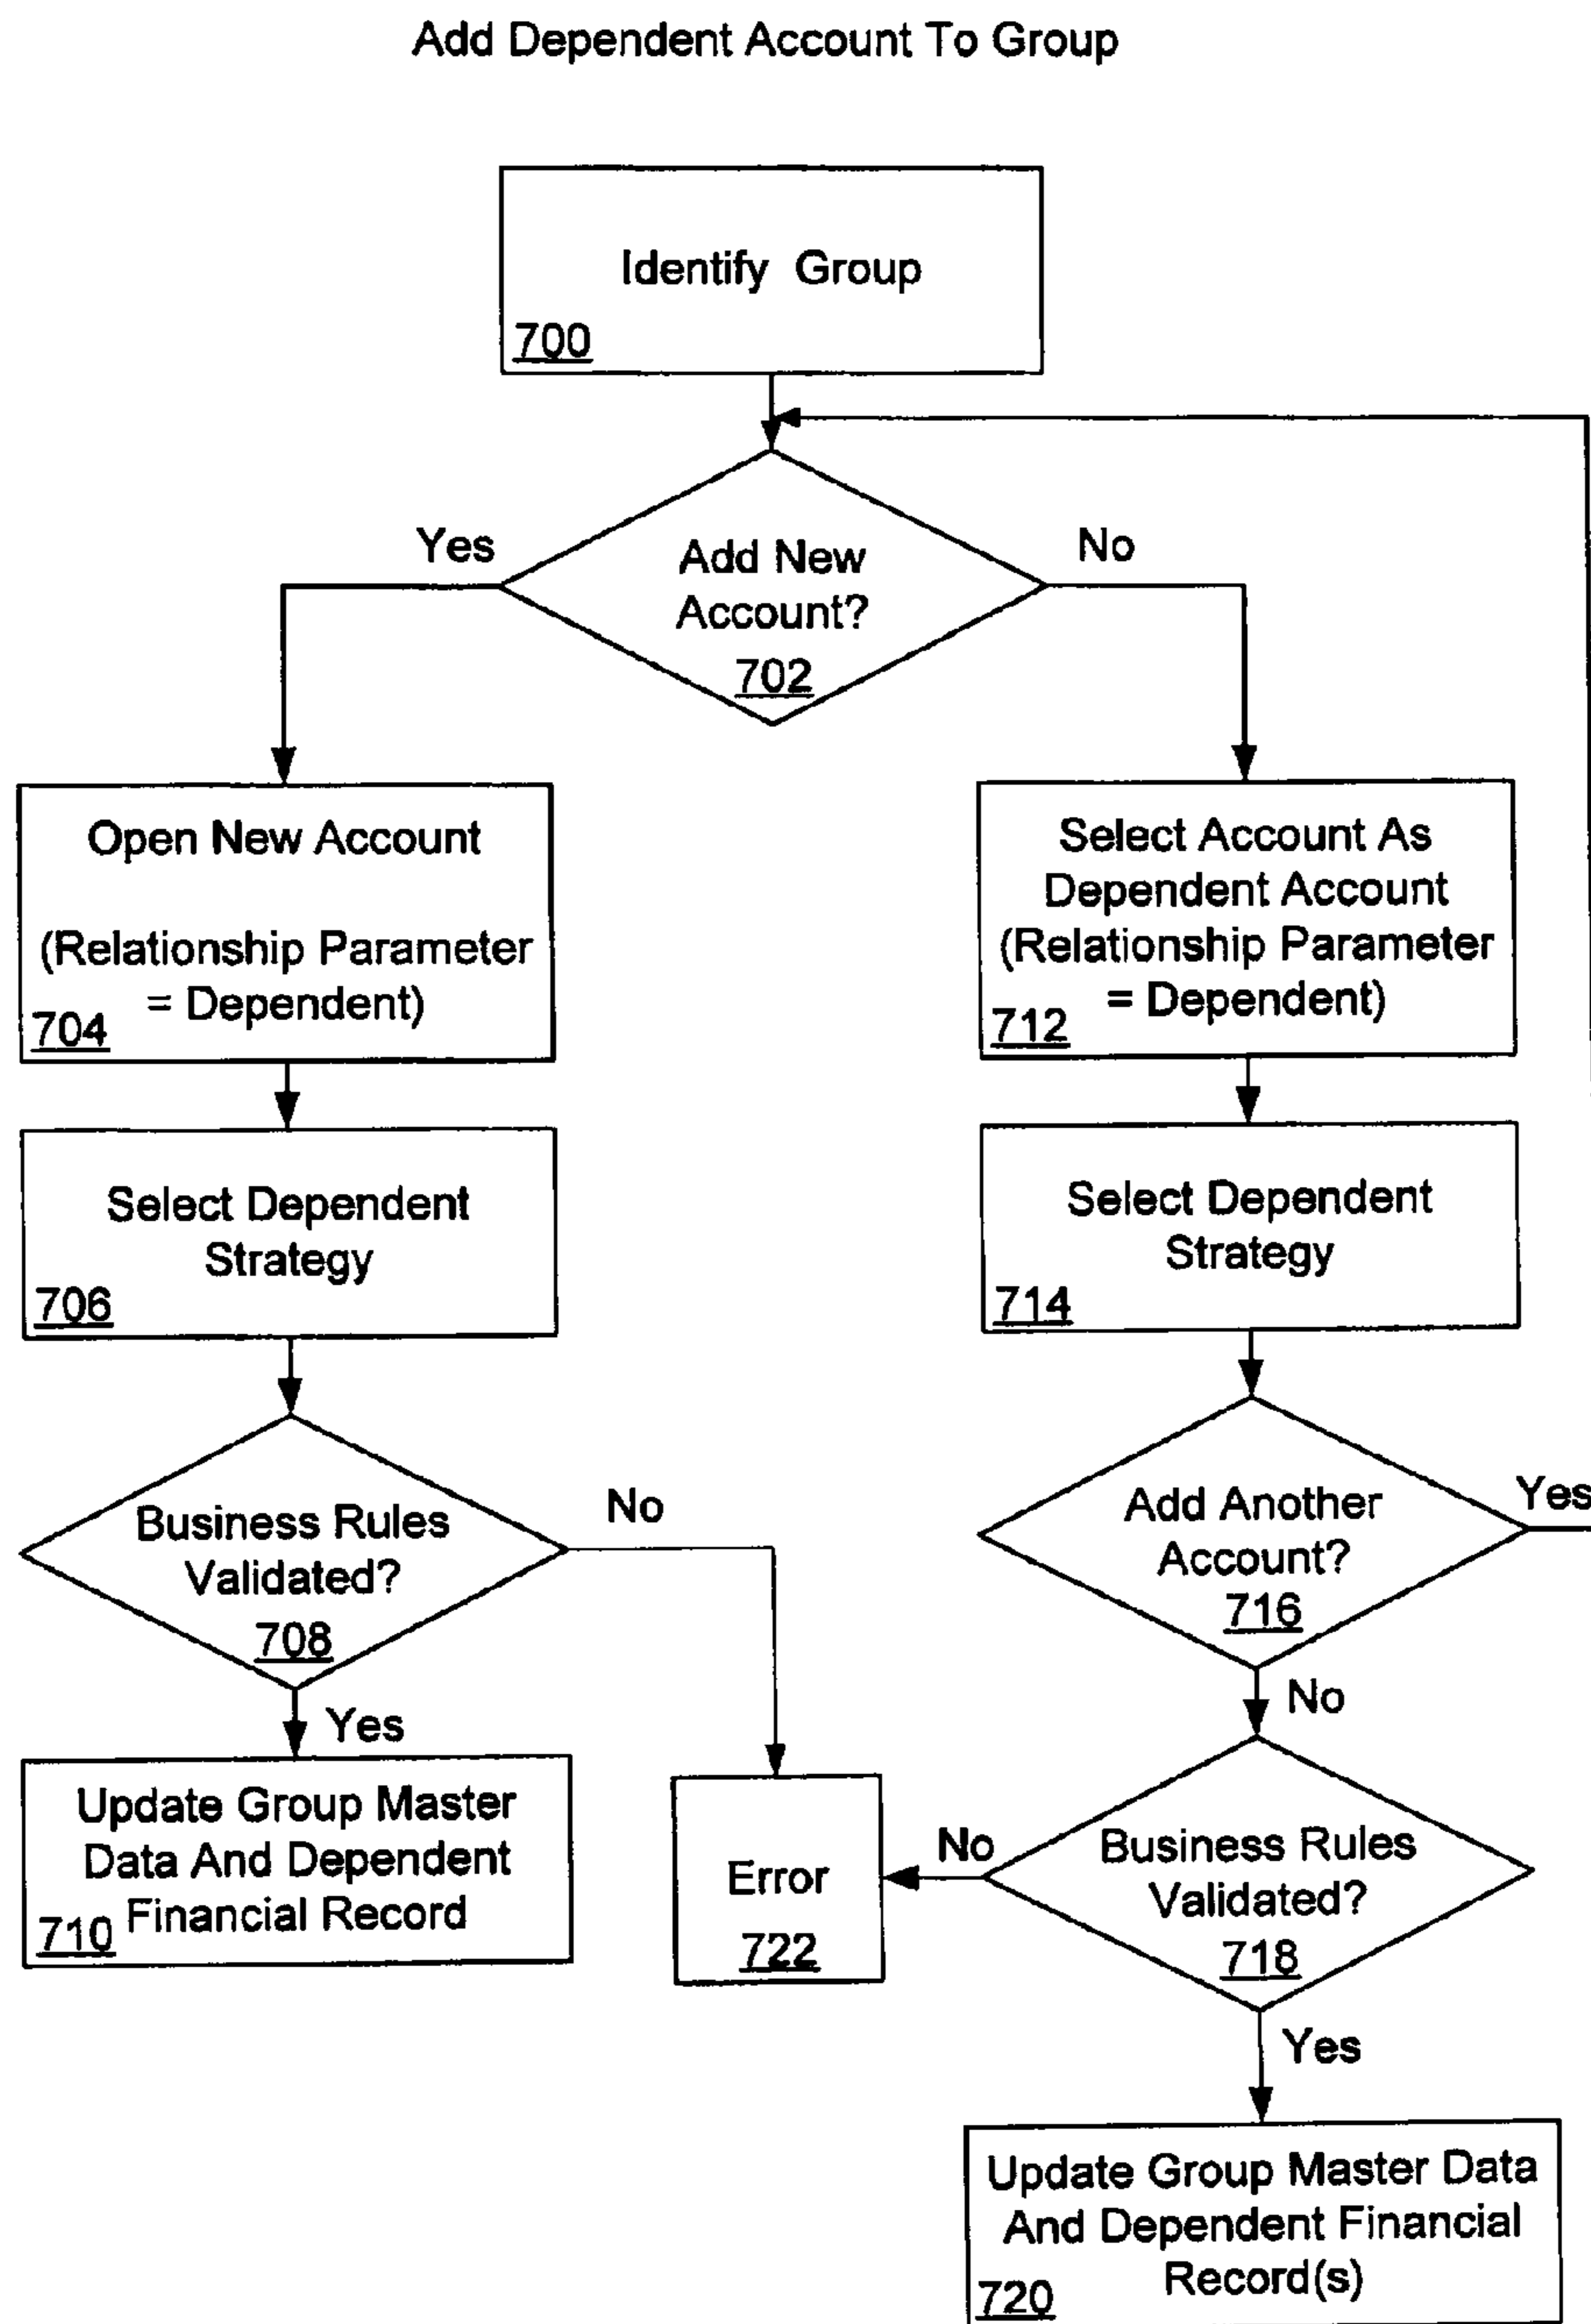 Add Dependent Account To Group
Identify Group
700
Yes
No
Add New
Account?
702
Open New Account
(Relationship Parameter
= Dependent)
704
Select Account As
Dependent Account
(Relationship Parameter
= Dependent)
712
Select Dependent
Strategy
706
Select Dependent
Strategy
714
Business Rules
Validated?
708
No
Yes
Add Another
Account?
716
Yes
No
Update Group Master
Data And Dependent
Financial Record
710
Error
722
No
Business Rules
Validated?
718
Yes
Update Group Master Data
And Dependent Financial
Record(s)
720